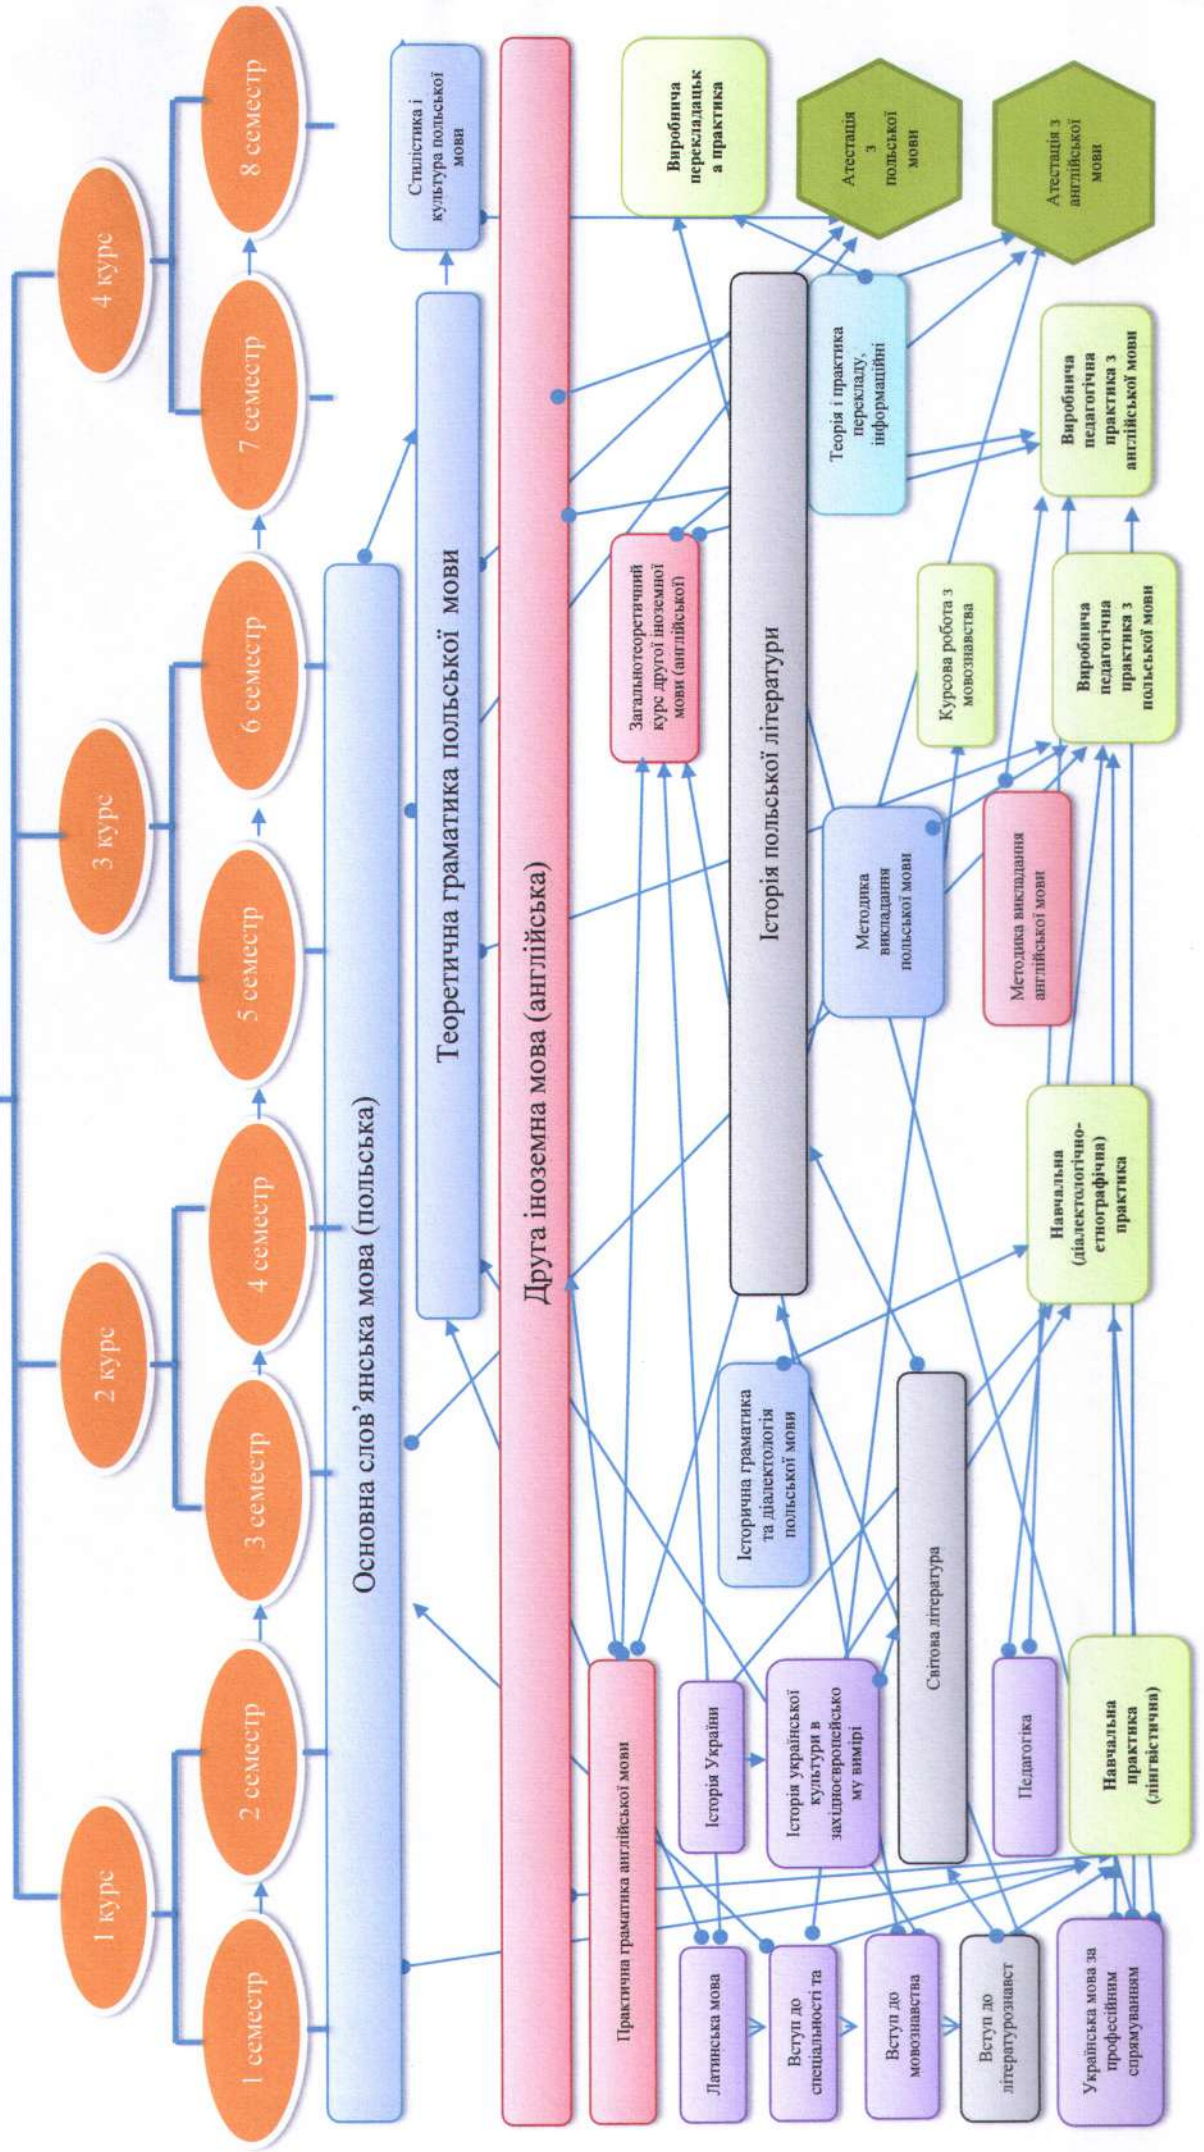 1 курс
2 курс
3 курс
4 курс
1 семестр
2 семестр
3 семестр
4 семестр
5 семестр
6 семестр
7 семестр
8 семестр
Основна слов’янська мова (польська)
Теоретична граматика польської мови
Стилістика і
культура польської
мови
Друга іноземна мова (англійська)
Практична граматика англійської мови
Загальнотеоретичний
курс другої іноземної
мови (англійської)
Виробнича
перекладацьк
а практика
Латинська мова
Історія України
Історична граматика
та діалектологія
польської мови
Історія польської літератури
Вступ до
спеціальності та
Історія української
культури в
західноєвропейсько
му вимірі
Методика
викладання
польської мови
Теорія і практика
перекладу,
інформаційні
Атестація
з
польської
мови
Вступ до
мовознавства
Світова література
Курсова робота з
мовознавства
Вступ до
літературознавст
Педагогіка
Методика викладання
англійської мови
Атестація з
англійської
мови
Українська мова за
професійним
спрямуванням
Навчальна
практика
(лінгвістична)
Навчальна
(діалектологічно-
етнографічна)
практика
Виробнича
педагогічна
практика з
польської мови
Виробнича
педагогічна
практика з
англійської мови